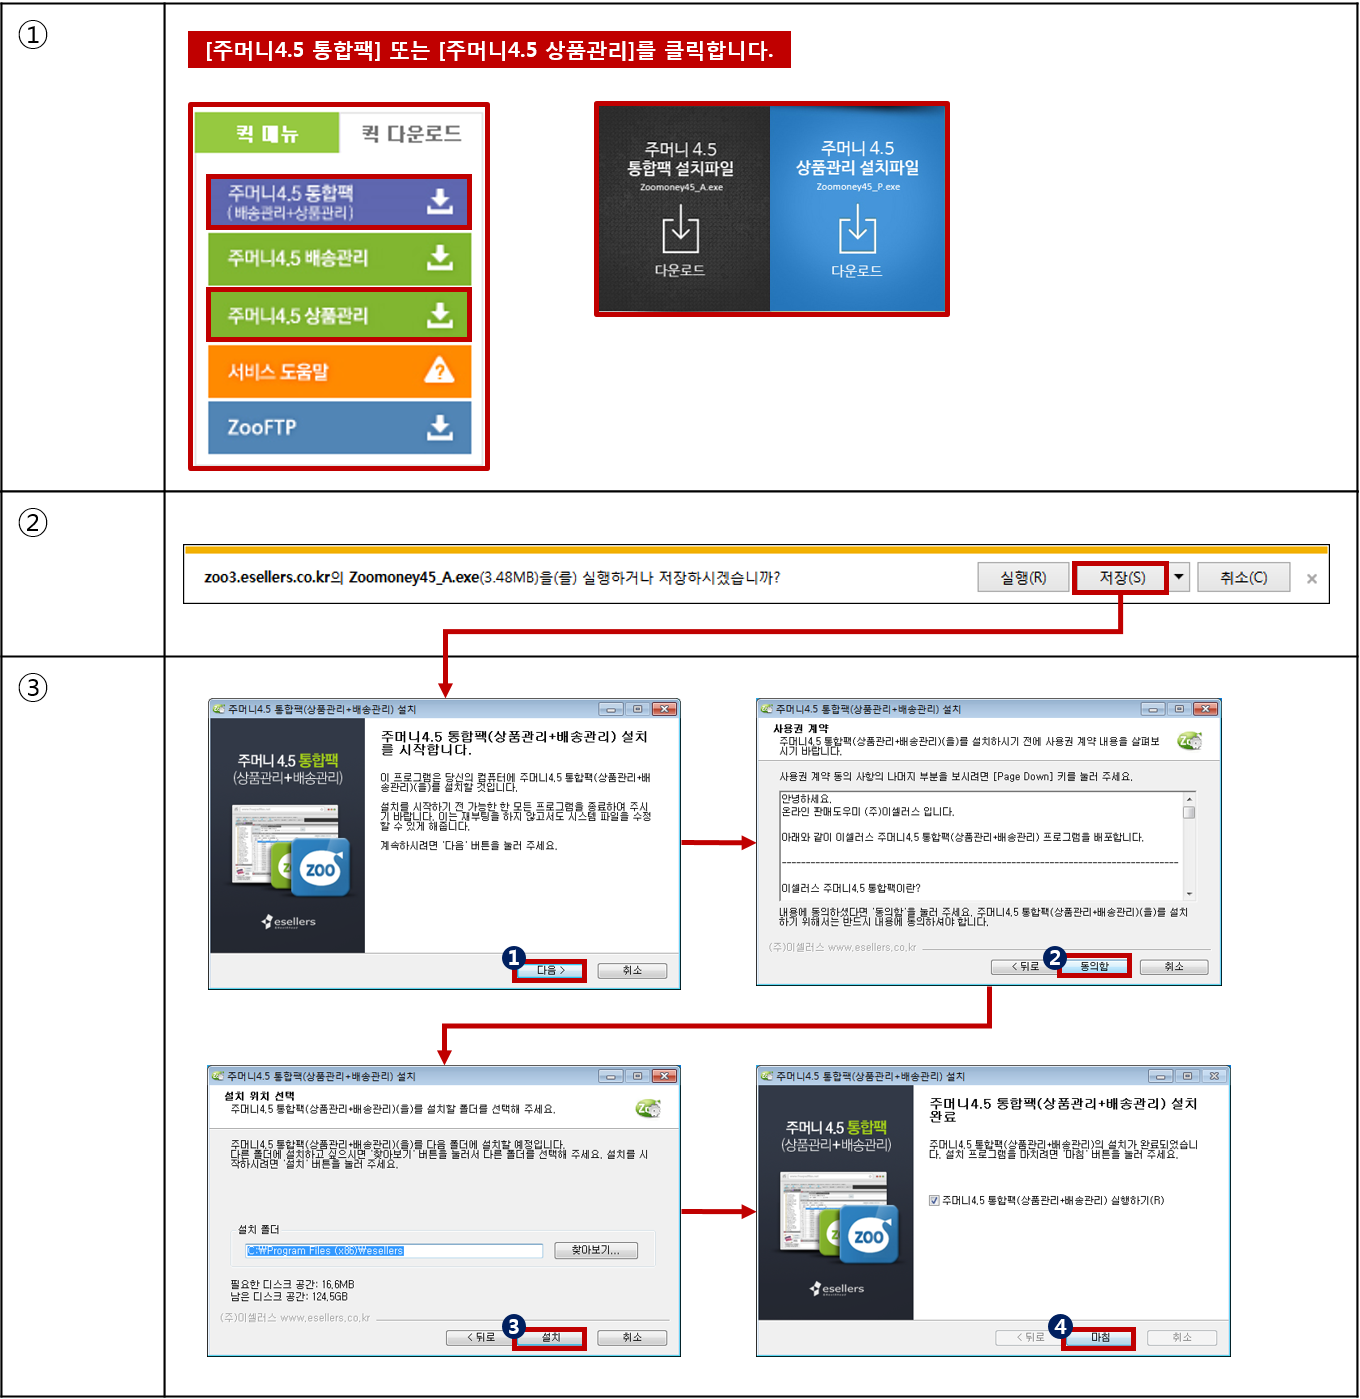 ①
[주머니4.5 통합팩] 또는 [주머니4.5 상품관리]를 클릭합니다.
퀵 메뉴
퀵 다운로드
주머니4.5 통합팩
(배송관리+상품관리)
주머니4.5 배송관리
주머니4.5 상품관리
서비스 도움말
ZooFTP
주머니 4.5
통합팩 설치파일
Zoomoney45_A.exe
다운로드
주머니 4.5
상품관리 설치파일
Zoomoney45_P.exe
다운로드
②
zoo3.esellers.co.kr의 Zoomoney45_A.exe(3.48MB)을(를) 실행하거나 저장하시겠습니까?
실행(R)
저장(S)
취소(C)
③
주머니4.5 통합팩(상품관리+배송관리) 설치
주머니 4.5 통합팩
(상품관리+배송관리)
ZOO
esellers
주머니4.5 통합팩(상품관리+배송관리) 설치
를 시작합니다.
이 프로그램은 당신의 컴퓨터에 주머니4.5 통합팩(상품관리+배
송관리)(을)를 설치할 것입니다.
설치를 시작하기 전 가능한 한 모든 프로그램을 종료하여 주시
기 바랍니다. 이는 재부팅을 하지 않고서도 시스템 파일을 수정
할 수 있게 해줍니다.
계속하시려면 '다음' 버튼을 눌러 주세요.
1
다음 >
취소
주머니4.5 통합팩(상품관리+배송관리) 설치
사용권 계약
주머니4.5 통합팩(상품관리+배송관리)(을)를 설치하시기 전에 사용권 계약 내용을 살펴보
시기 바랍니다.
사용권 계약 동의 사항의 나머지 부분을 보시려면 [Page Down] 키를 눌러 주세요.
안녕하세요.
온라인 판매도우미 (주)이셀러스 입니다.
아래와 같이 이셀러스 주머니4.5 통합팩(상품관리+배송관리) 프로그램을 배포합니다.
이셀러스 주머니4.5 통합팩이란?
내용에 동의하셨다면 '동의함'을 눌러 주세요. 주머니4.5 통합팩(상품관리+배송관리)(을)를 설치
하기 위해서는 반드시 내용에 동의하셔야 합니다.
(주)이셀러스 www.esellers.co.kr
< 뒤로
2
동의함
취소
주머니4.5 통합팩(상품관리+배송관리) 설치
설치 위치 선택
주머니4.5 통합팩(상품관리+배송관리)(을)를 설치할 폴더를 선택해 주세요.
주머니4.5 통합팩(상품관리+배송관리)(을)를 다음 폴더에 설치할 예정입니다.
다른 폴더에 설치하고 싶으시면 '찾아보기' 버튼을 눌러서 다른 폴더를 선택해 주세요. 설치를 시
작하시려면 '설치' 버튼을 눌러 주세요.
설치 폴더
C:\Program Files (x86)\esellers
찾아보기...
필요한 디스크 공간: 16.6MB
남은 디스크 공간: 124.5GB
(주)이셀러스 www.esellers.co.kr
< 뒤로
3
설치
취소
주머니4.5 통합팩(상품관리+배송관리) 설치
주머니 4.5 통합팩
(상품관리+배송관리)
ZOO
esellers
주머니4.5 통합팩(상품관리+배송관리) 설치
완료
주머니4.5 통합팩(상품관리+배송관리)의 설치가 완료되었습니
다. 설치 프로그램을 마치려면 '마침' 버튼을 눌러 주세요.
주머니4.5 통합팩(상품관리+배송관리) 실행하기(R)
< 뒤로
4
마침
취소